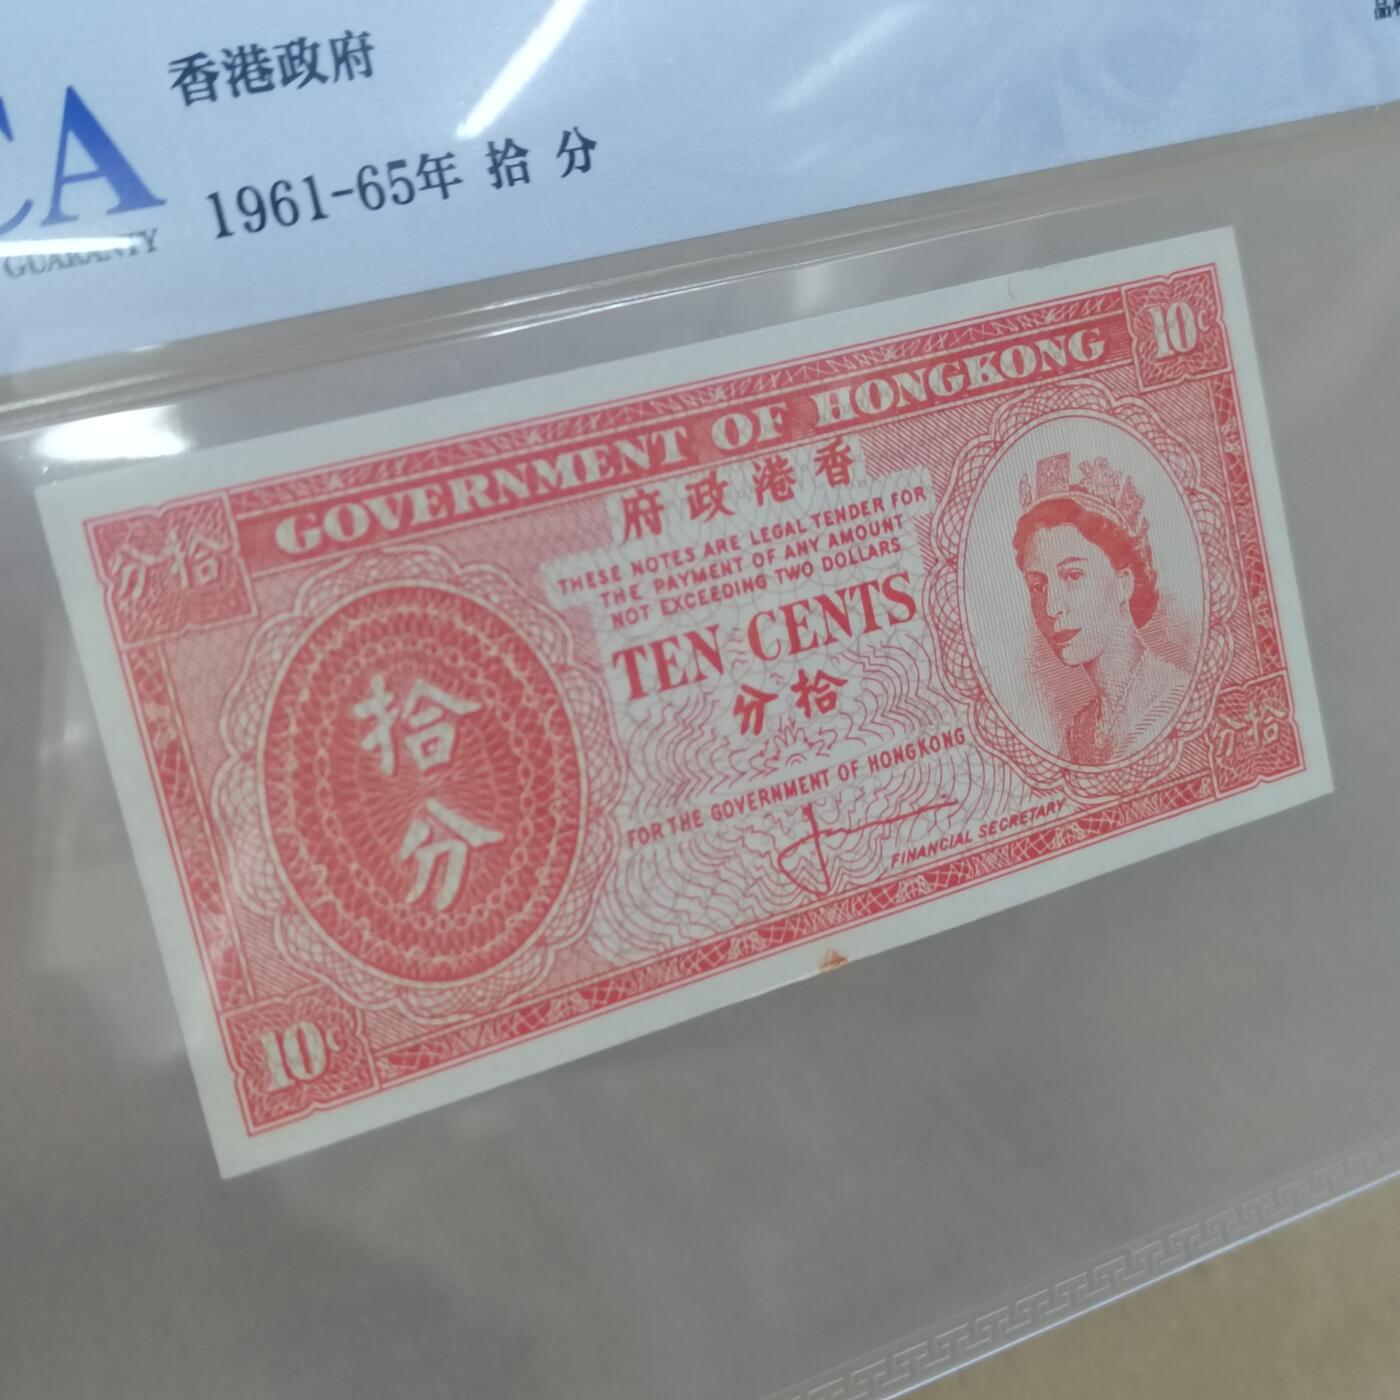 香港政府
CA
GUARANTY
1961-65年 拾 分
GOVERNMENT OF HONGKONG
10c
分拾
府政港香
THESE NOTES ARE LEGAL TENDER FOR
THE PAYMENT OF ANY AMOUNT
NOT EXCEEDING TWO DOLLARS
TEN CENTS
分拾
拾
分
FOR THE GOVERNMENT OF HONGKONG
FINANCIAL SECRETARY
分拾
10c